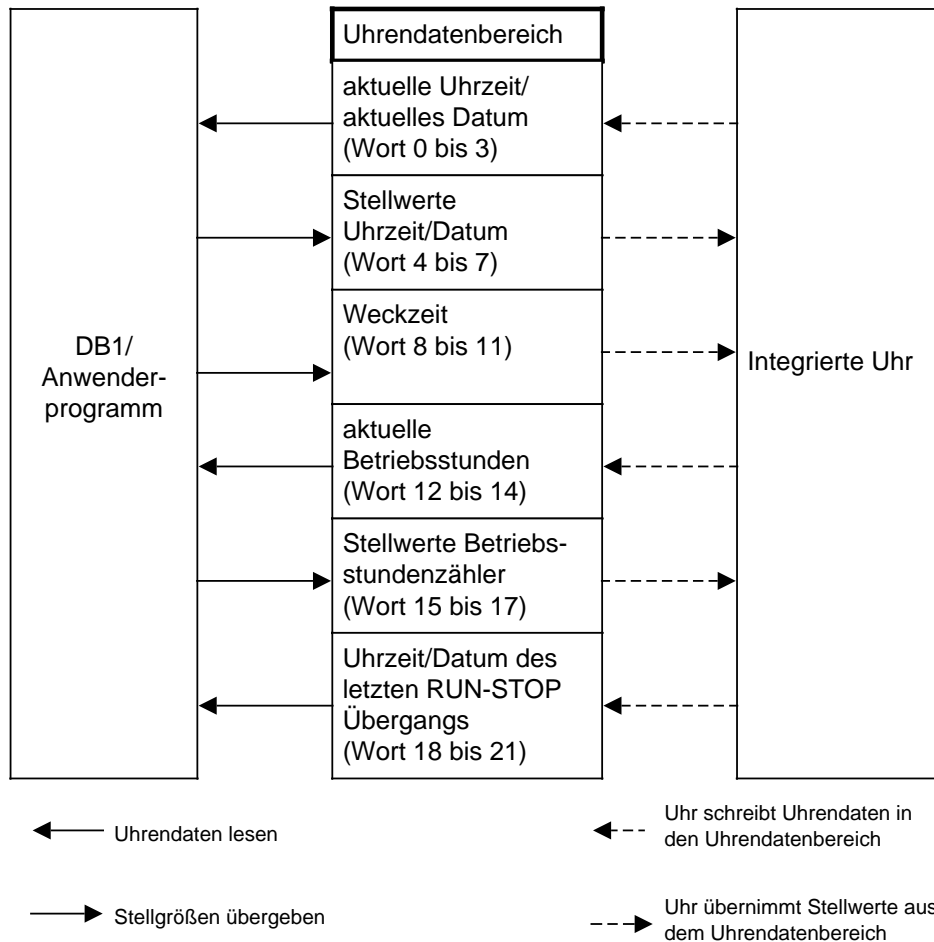 Uhrendatenbereich
aktuelle Uhrzeit/
aktuelles Datum
(Wort 0 bis 3)
Stellwerte
Uhrzeit/Datum
(Wort 4 bis 7)
Weckzeit
(Wort 8 bis 11)
DB1/
Anwender-
programm
Integrierte Uhr
aktuelle
Betriebsstunden
(Wort 12 bis 14)
Stellwerte Betriebs-
stundenzähler
(Wort 15 bis 17)
Uhrzeit/Datum des
letzten RUN-STOP
Übergangs
(Wort 18 bis 21)
Uhrendaten lesen
Uhr schreibt Uhrendaten in
den Uhrendatenbereich
Stellgrößen übergeben
Uhr übernimmt Stellwerte aus
dem Uhrendatenbereich